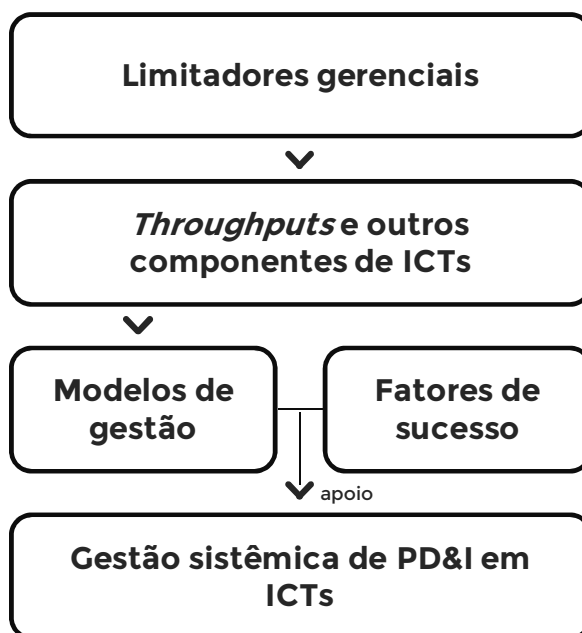 Limitadores gerenciais
Throughputs e outros
componentes de ICTs
Modelos de
gestão
Fatores de
sucesso
apoio
Gestão sistêmica de PD&I em
ICTs